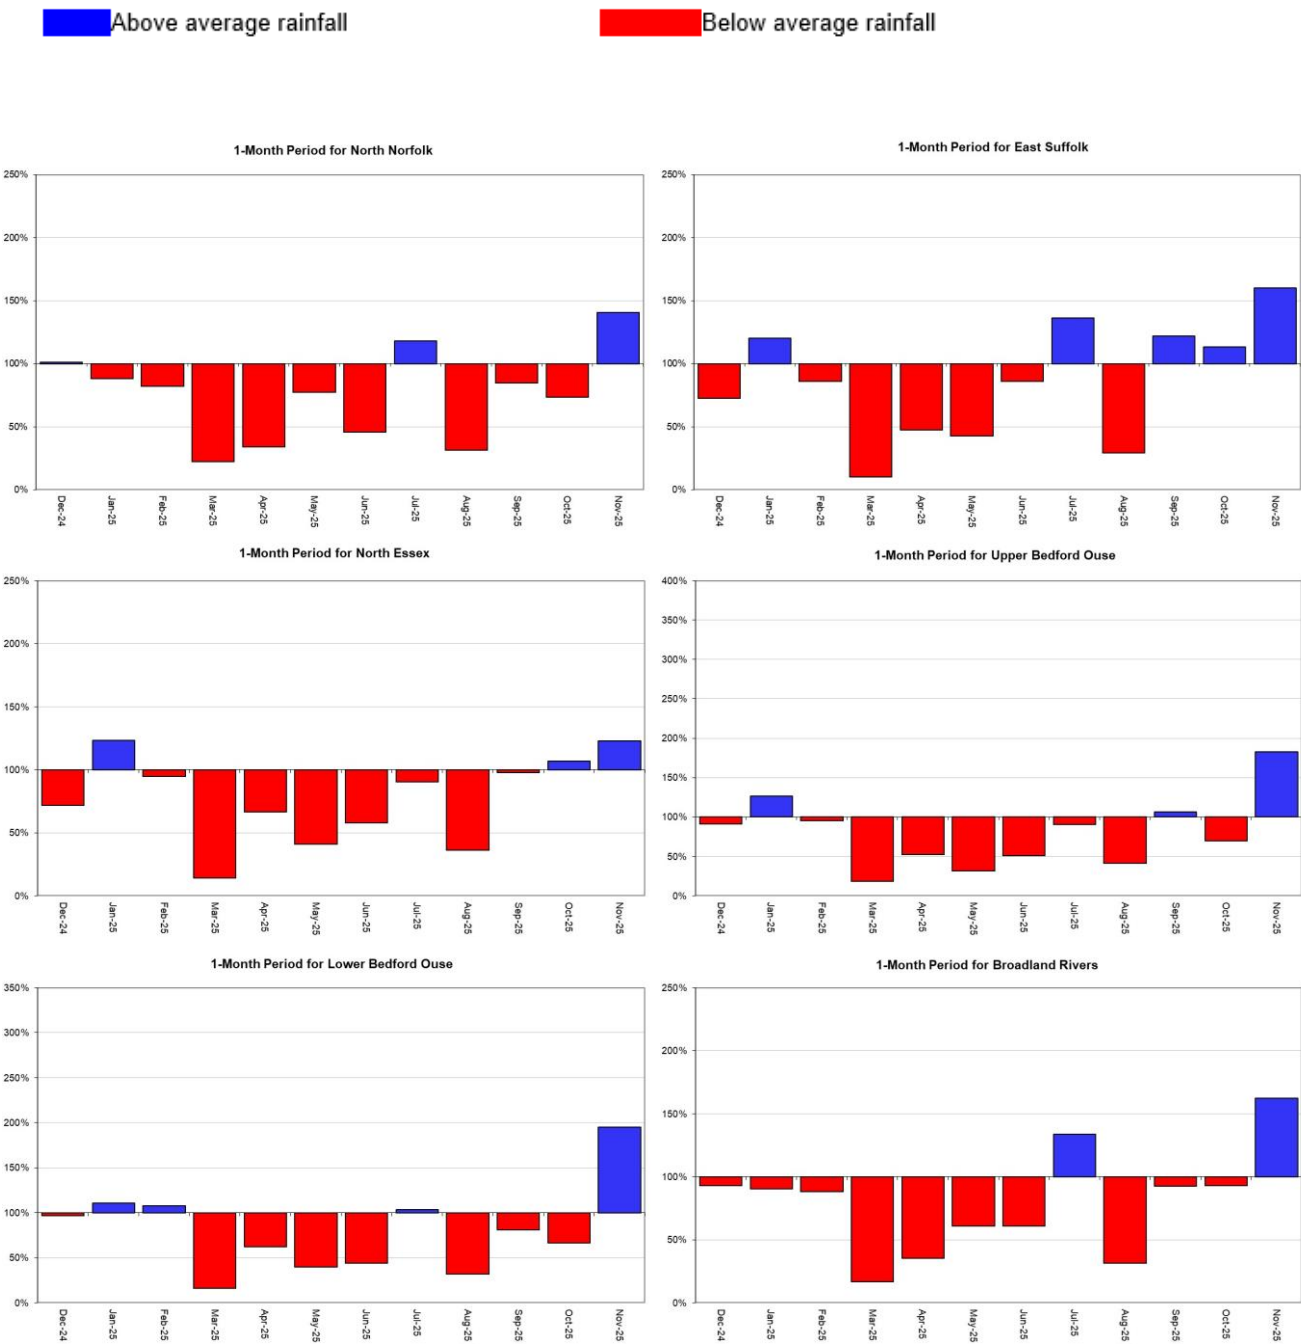 Above average rainfall
Below average rainfall
1-Month Period for North Norfolk
250%
200%
150%
100%
50%
0%
Dec-24
Jan-25
Feb-25
Mar-25
Apr-25
May-25
Jun-25
Jul-25
Aug-25
Sep-25
Oct-25
Nov-25
1-Month Period for East Suffolk
250%
200%
150%
100%
50%
0%
Dec-24
Jan-25
Feb-25
Mar-25
Apr-25
May-25
Jun-25
Jul-25
Aug-25
Sep-25
Oct-25
Nov-25
1-Month Period for North Essex
250%
200%
150%
100%
50%
0%
Dec-24
Jan-25
Feb-25
Mar-25
Apr-25
May-25
Jun-25
Jul-25
Aug-25
Sep-25
Oct-25
Nov-25
1-Month Period for Upper Bedford Ouse
400%
350%
300%
250%
200%
150%
100%
50%
0%
Dec-24
Jan-25
Feb-25
Mar-25
Apr-25
May-25
Jun-25
Jul-25
Aug-25
Sep-25
Oct-25
Nov-25
1-Month Period for Lower Bedford Ouse
350%
300%
250%
200%
150%
100%
50%
0%
Dec-24
Jan-25
Feb-25
Mar-25
Apr-25
May-25
Jun-25
Jul-25
Aug-25
Sep-25
Oct-25
Nov-25
1-Month Period for Broadland Rivers
250%
200%
150%
100%
50%
0%
Dec-24
Jan-25
Feb-25
Mar-25
Apr-25
May-25
Jun-25
Jul-25
Aug-25
Sep-25
Oct-25
Nov-25